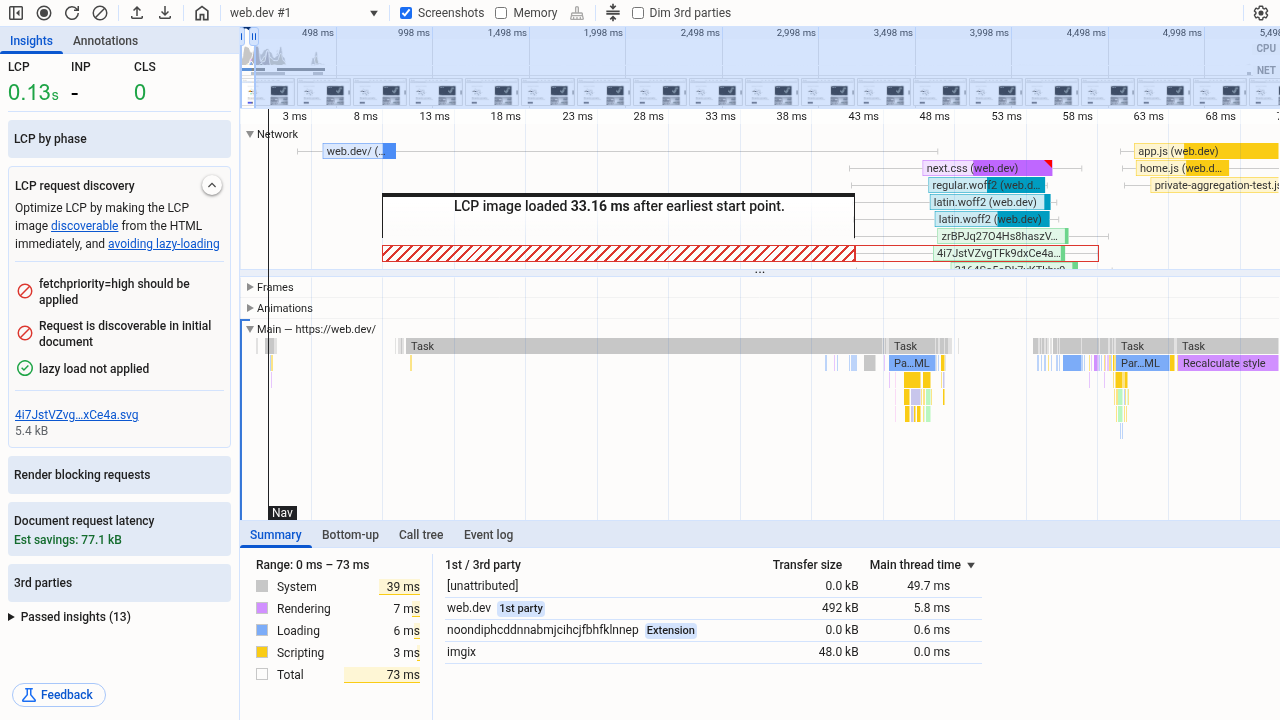 web.dev #1
Screenshots
Memory
Dim 3rd parties
Insights
Annotations
LCP
INP
CLS
0.13s
-
0
LCP by phase
LCP request discovery
Optimize LCP by making the LCP
image discoverable from the HTML
immediately, and avoiding lazy-loading
fetchpriority=high should be
applied
Request is discoverable in initial
document
lazy load not applied
4i7JstVZvg…xCe4a.svg
5.4 kB
Render blocking requests
Document request latency
Est savings: 77.1 kB
3rd parties
Passed insights (13)
Feedback
498 ms
998 ms
1,498 ms
1,998 ms
2,498 ms
2,998 ms
3,498 ms
3,998 ms
4,498 ms
4,998 ms
5,498
CPU
NET
3 ms
8 ms
13 ms
18 ms
23 ms
28 ms
33 ms
38 ms
43 ms
48 ms
53 ms
58 ms
63 ms
68 ms
Network
web.dev/ (…
app.js (web.dev)
next.css (web.dev)
home.js (web.d…
regular.woff2 (web.d…
private-aggregation-test.js
latin.woff2 (web.dev)
LCP image loaded 33.16 ms after earliest start point.
latin.woff2 (web.dev)
zrBPJq27O4Hs8haszV…
4i7JstVZvgTFk9dxCe4a…
…
Frames
Animations
Main — https://web.dev/
Task
Task
Task
Task
Pa…ML
Par…ML
Recalculate style
Nav
Summary
Bottom-up
Call tree
Event log
Range: 0 ms – 73 ms
System
39 ms
Rendering
7 ms
Loading
6 ms
Scripting
3 ms
Total
73 ms
1st / 3rd party
Transfer size
Main thread time
[unattributed]
0.0 kB
49.7 ms
web.dev
1st party
492 kB
5.8 ms
noondiphcddnnabmjcihcjfbhfklnnep
Extension
0.0 kB
0.6 ms
imgix
48.0 kB
0.0 ms